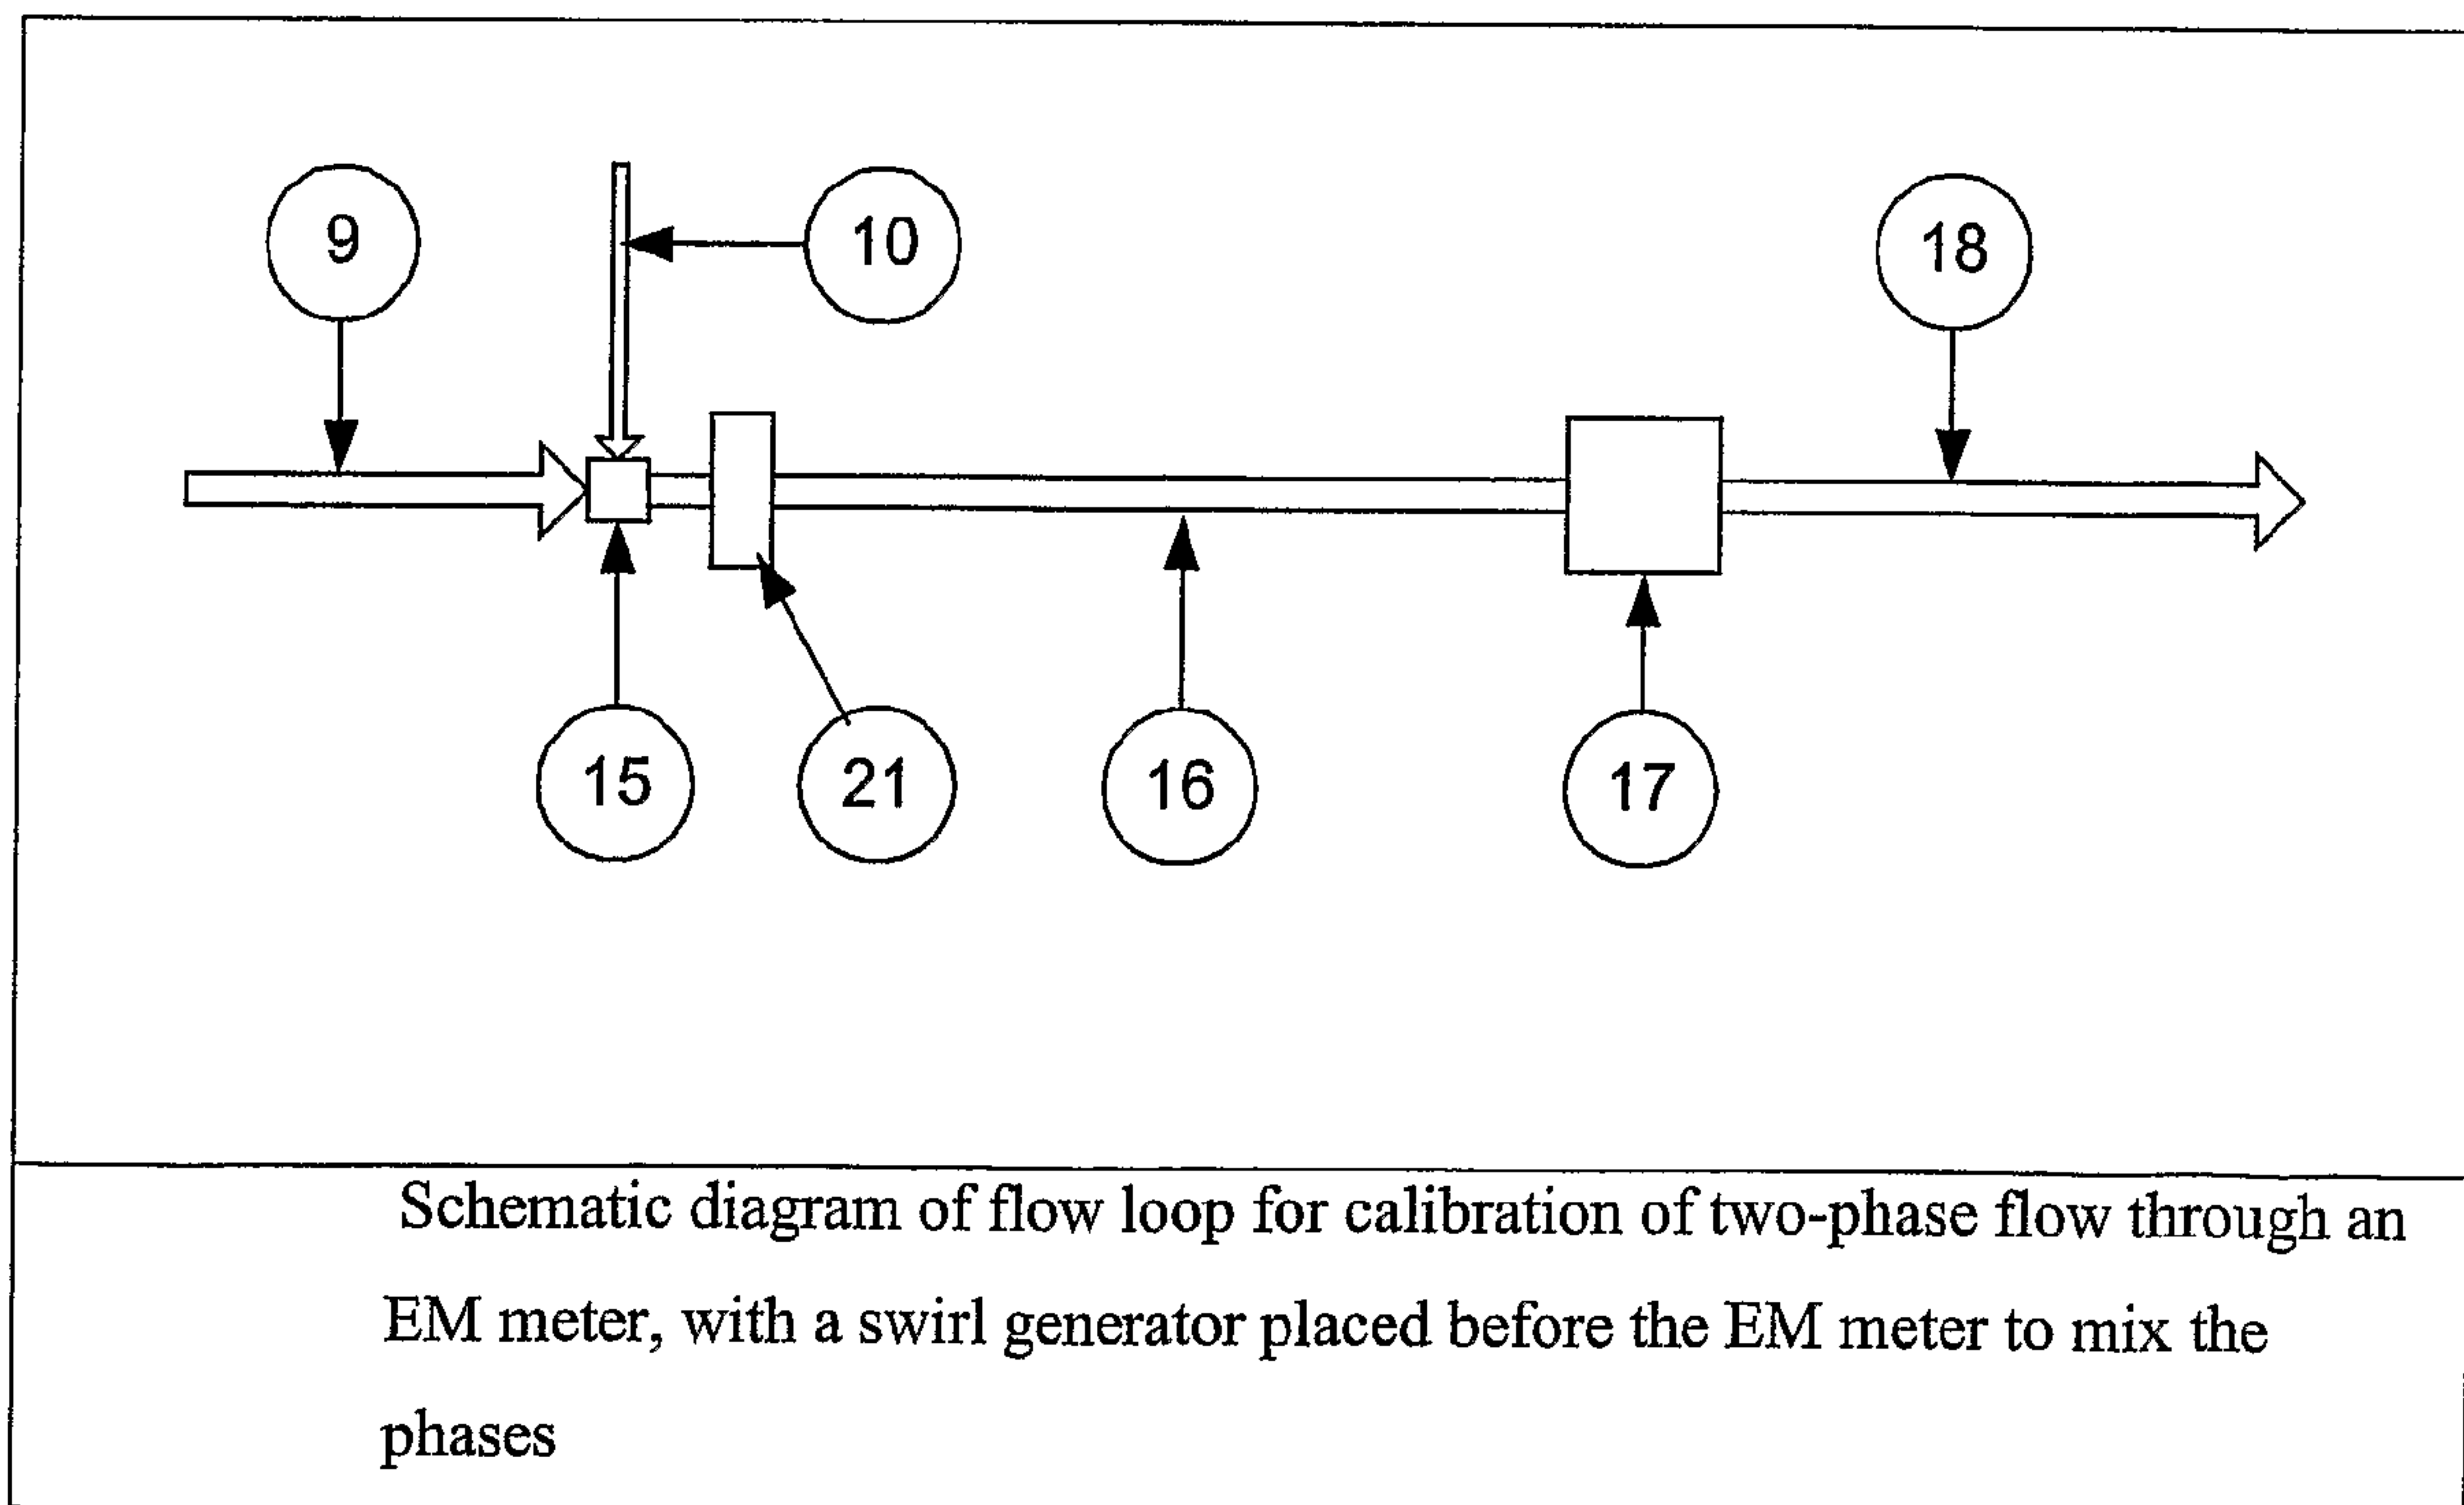 9
10
18
15
21
16
17
Schematic diagram of flow loop for calibration of two-phase flow through an
EM meter, with a swirl generator placed before the EM meter to mix the
phases